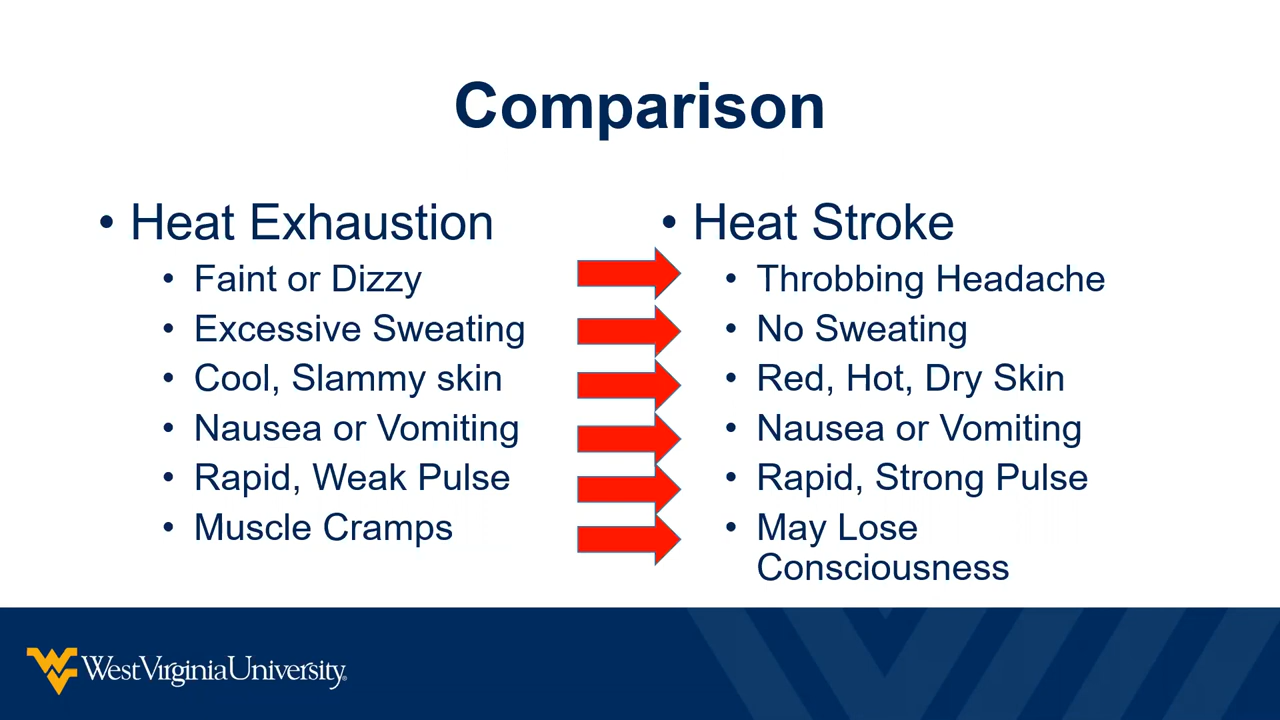 Comparison
• Heat Exhaustion
• Faint or Dizzy
• Excessive Sweating
• Cool, Slammy skin
• Nausea or Vomiting
• Rapid, Weak Pulse
• Muscle Cramps
• Heat Stroke
• Throbbing Headache
• No Sweating
• Red, Hot, Dry Skin
• Nausea or Vomiting
• Rapid, Strong Pulse
• May Lose
Consciousness
WestVirginiaUniversity®